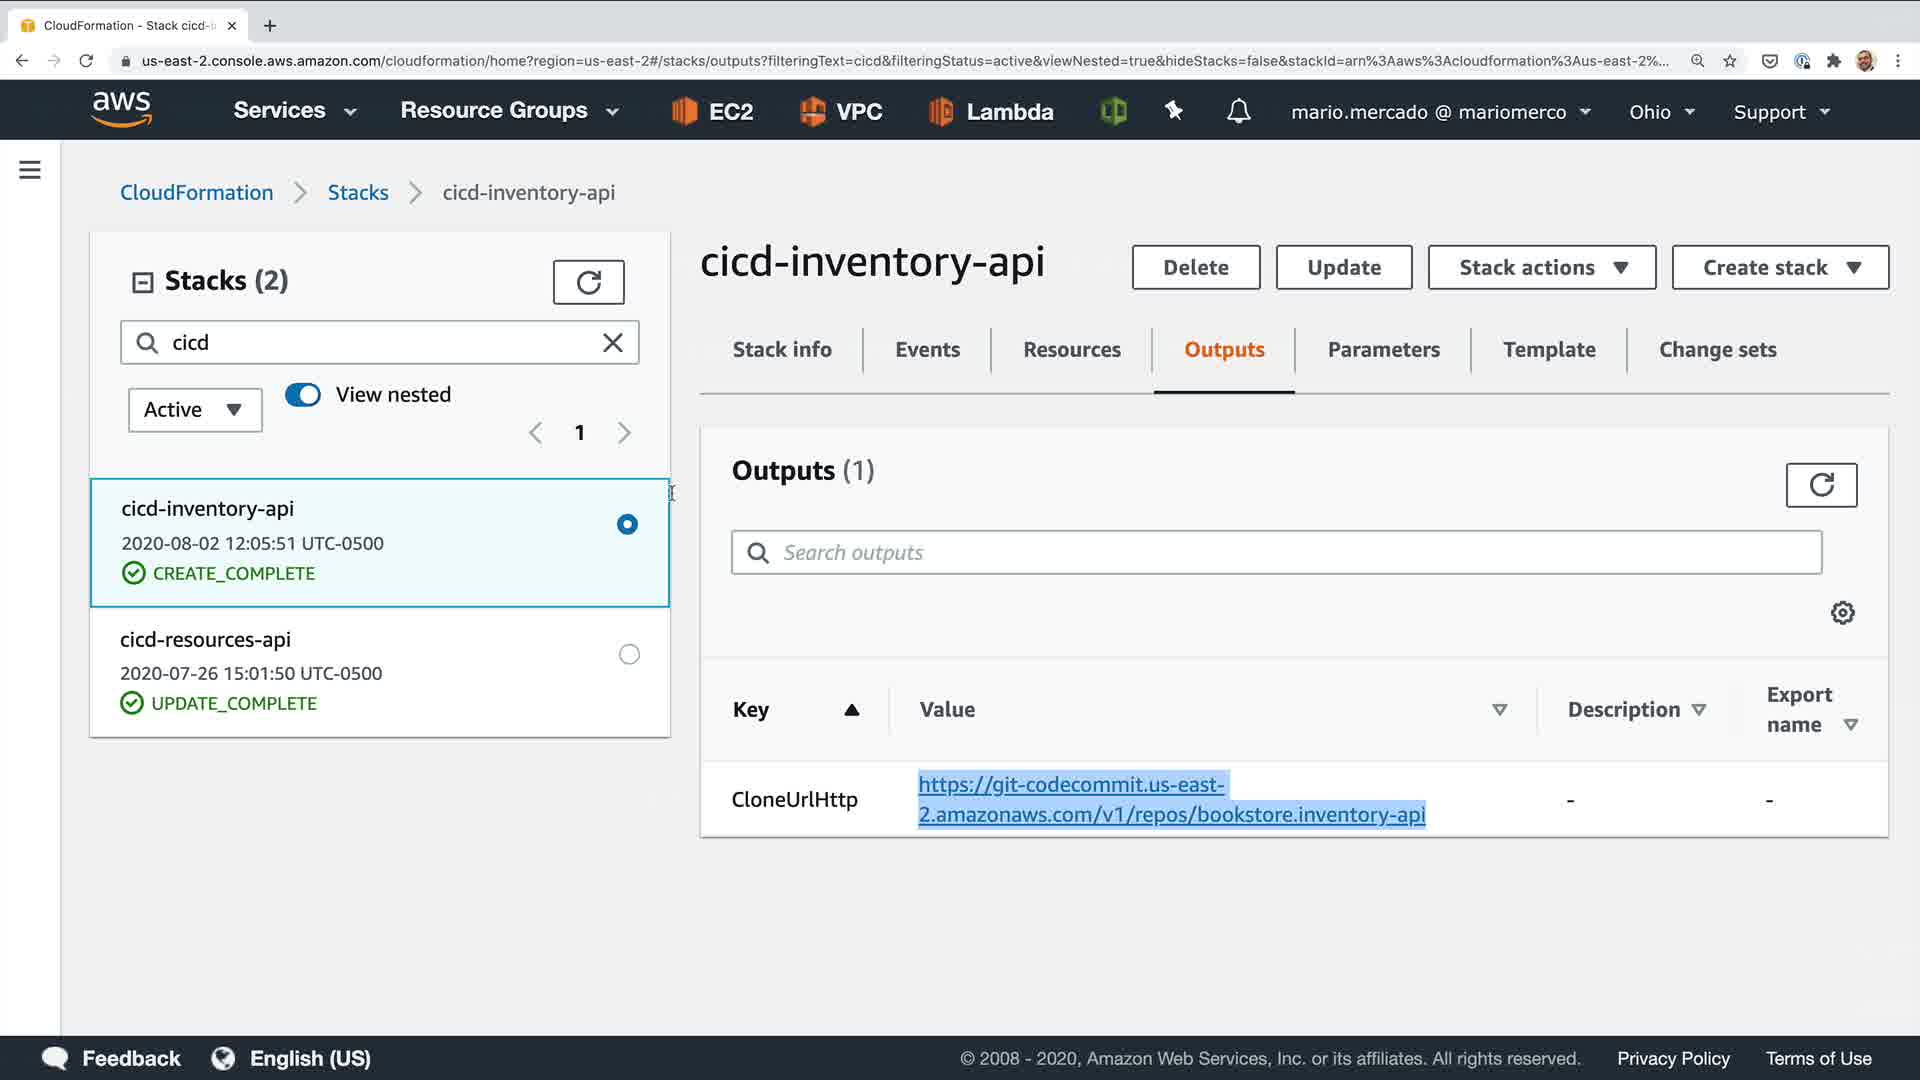 CloudFormation - Stack cicd-i
us-east-2.console.aws.amazon.com/cloudformation/home?region=us-east-2#/stacks/outputs?filteringText=cicd&filteringStatus=active&viewNested=true&hideStacks=false&stackId=arn%3Aaws%3Acloudformation%3Aus-east-2%...
aws
Services
Resource Groups
EC2
VPC
Lambda
mario.mercado @ mariomerco
Ohio
Support
CloudFormation
Stacks
cicd-inventory-api
Stacks (2)
cicd
Active
View nested
1
cicd-inventory-api
2020-08-02 12:05:51 UTC-0500
CREATE_COMPLETE
cicd-resources-api
2020-07-26 15:01:50 UTC-0500
UPDATE_COMPLETE
cicd-inventory-api
Delete
Update
Stack actions
Create stack
Stack info
Events
Resources
Outputs
Parameters
Template
Change sets
Outputs (1)
Search outputs
Key
Value
Description
Export
name
CloneUrlHttp
https://git-codecommit.us-east-
2.amazonaws.com/v1/repos/bookstore.inventory-api
-
-
Feedback
English (US)
© 2008 - 2020, Amazon Web Services, Inc. or its affiliates. All rights reserved.
Privacy Policy
Terms of Use